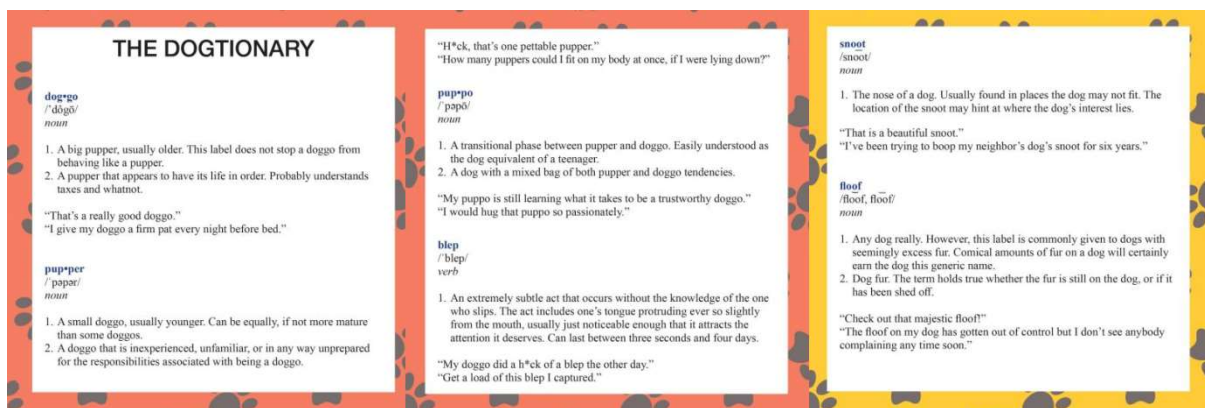 THE DOGTIONARY
dog•go
/ˈdôgō/
noun
1. A big pupper, usually older. This label does not stop a doggo from
behaving like a pupper.
2. A pupper that appears to have its life in order. Probably understands
taxes and whatnot.
“That’s a really good doggo.”
“I give my doggo a firm pat every night before bed.”
pup•per
/ˈpəpər/
noun
1. A small doggo, usually younger. Can be equally, if not more mature
than some doggos.
2. A doggo that is inexperienced, unfamiliar, or in any way unprepared
for the responsibilities associated with being a doggo.
“H*ck, that’s one pettable pupper.”
“How many puppers could I fit on my body at once, if I were lying down?”
pup•po
/ˈpəpō/
noun
1. A transitional phase between pupper and doggo. Easily understood as
the dog equivalent of a teenager.
2. A dog with a mixed bag of both pupper and doggo tendencies.
“My puppo is still learning what it takes to be a trustworthy doggo.”
“I would hug that puppo so passionately.”
blep
/ˈblep/
verb
1. An extremely subtle act that occurs without the knowledge of the one
who slips. The act includes one’s tongue protruding ever so slightly
from the mouth, usually just noticeable enough that it attracts the
attention it deserves. Can last between three seconds and four days.
“My doggo did a h*ck of a blep the other day.”
“Get a load of this blep I captured.”
snoot
/snoot/
noun
1. The nose of a dog. Usually found in places the dog may not fit. The
location of the snoot may hint at where the dog’s interest lies.
“That is a beautiful snoot.”
“I’ve been trying to boop my neighbor’s dog’s snoot for six years.”
floof
/floof, floof/
noun
1. Any dog really. However, this label is commonly given to dogs with
seemingly excess fur. Comical amounts of fur on a dog will certainly
earn the dog this generic name.
2. Dog fur. The term holds true whether the fur is still on the dog, or if it
has been shed off.
“Check out that majestic floof!”
“The floof on my dog has gotten out of control but I don’t see anybody
complaining any time soon.”